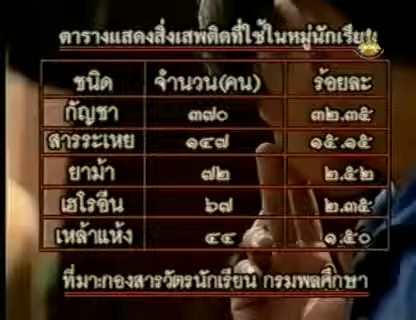 ตารางแสดงสิ่งเสพติดที่ใช้ในหมู่นักเรียน
ชนิด จำนวน(คน) ร้อยละ
กัญชา ๓๗๐ ๓๒.๓๕
สารระเหย ๑๔๗ ๑๕.๑๕
ยาม้า ๗๒ ๒.๕๒
เฮโรอีน ๖๗ ๒.๓๕
เหล้าแห้ง ๔๔ ๑.๕๐
ที่มา:กองสารวัตรนักเรียน กรมพลศึกษา